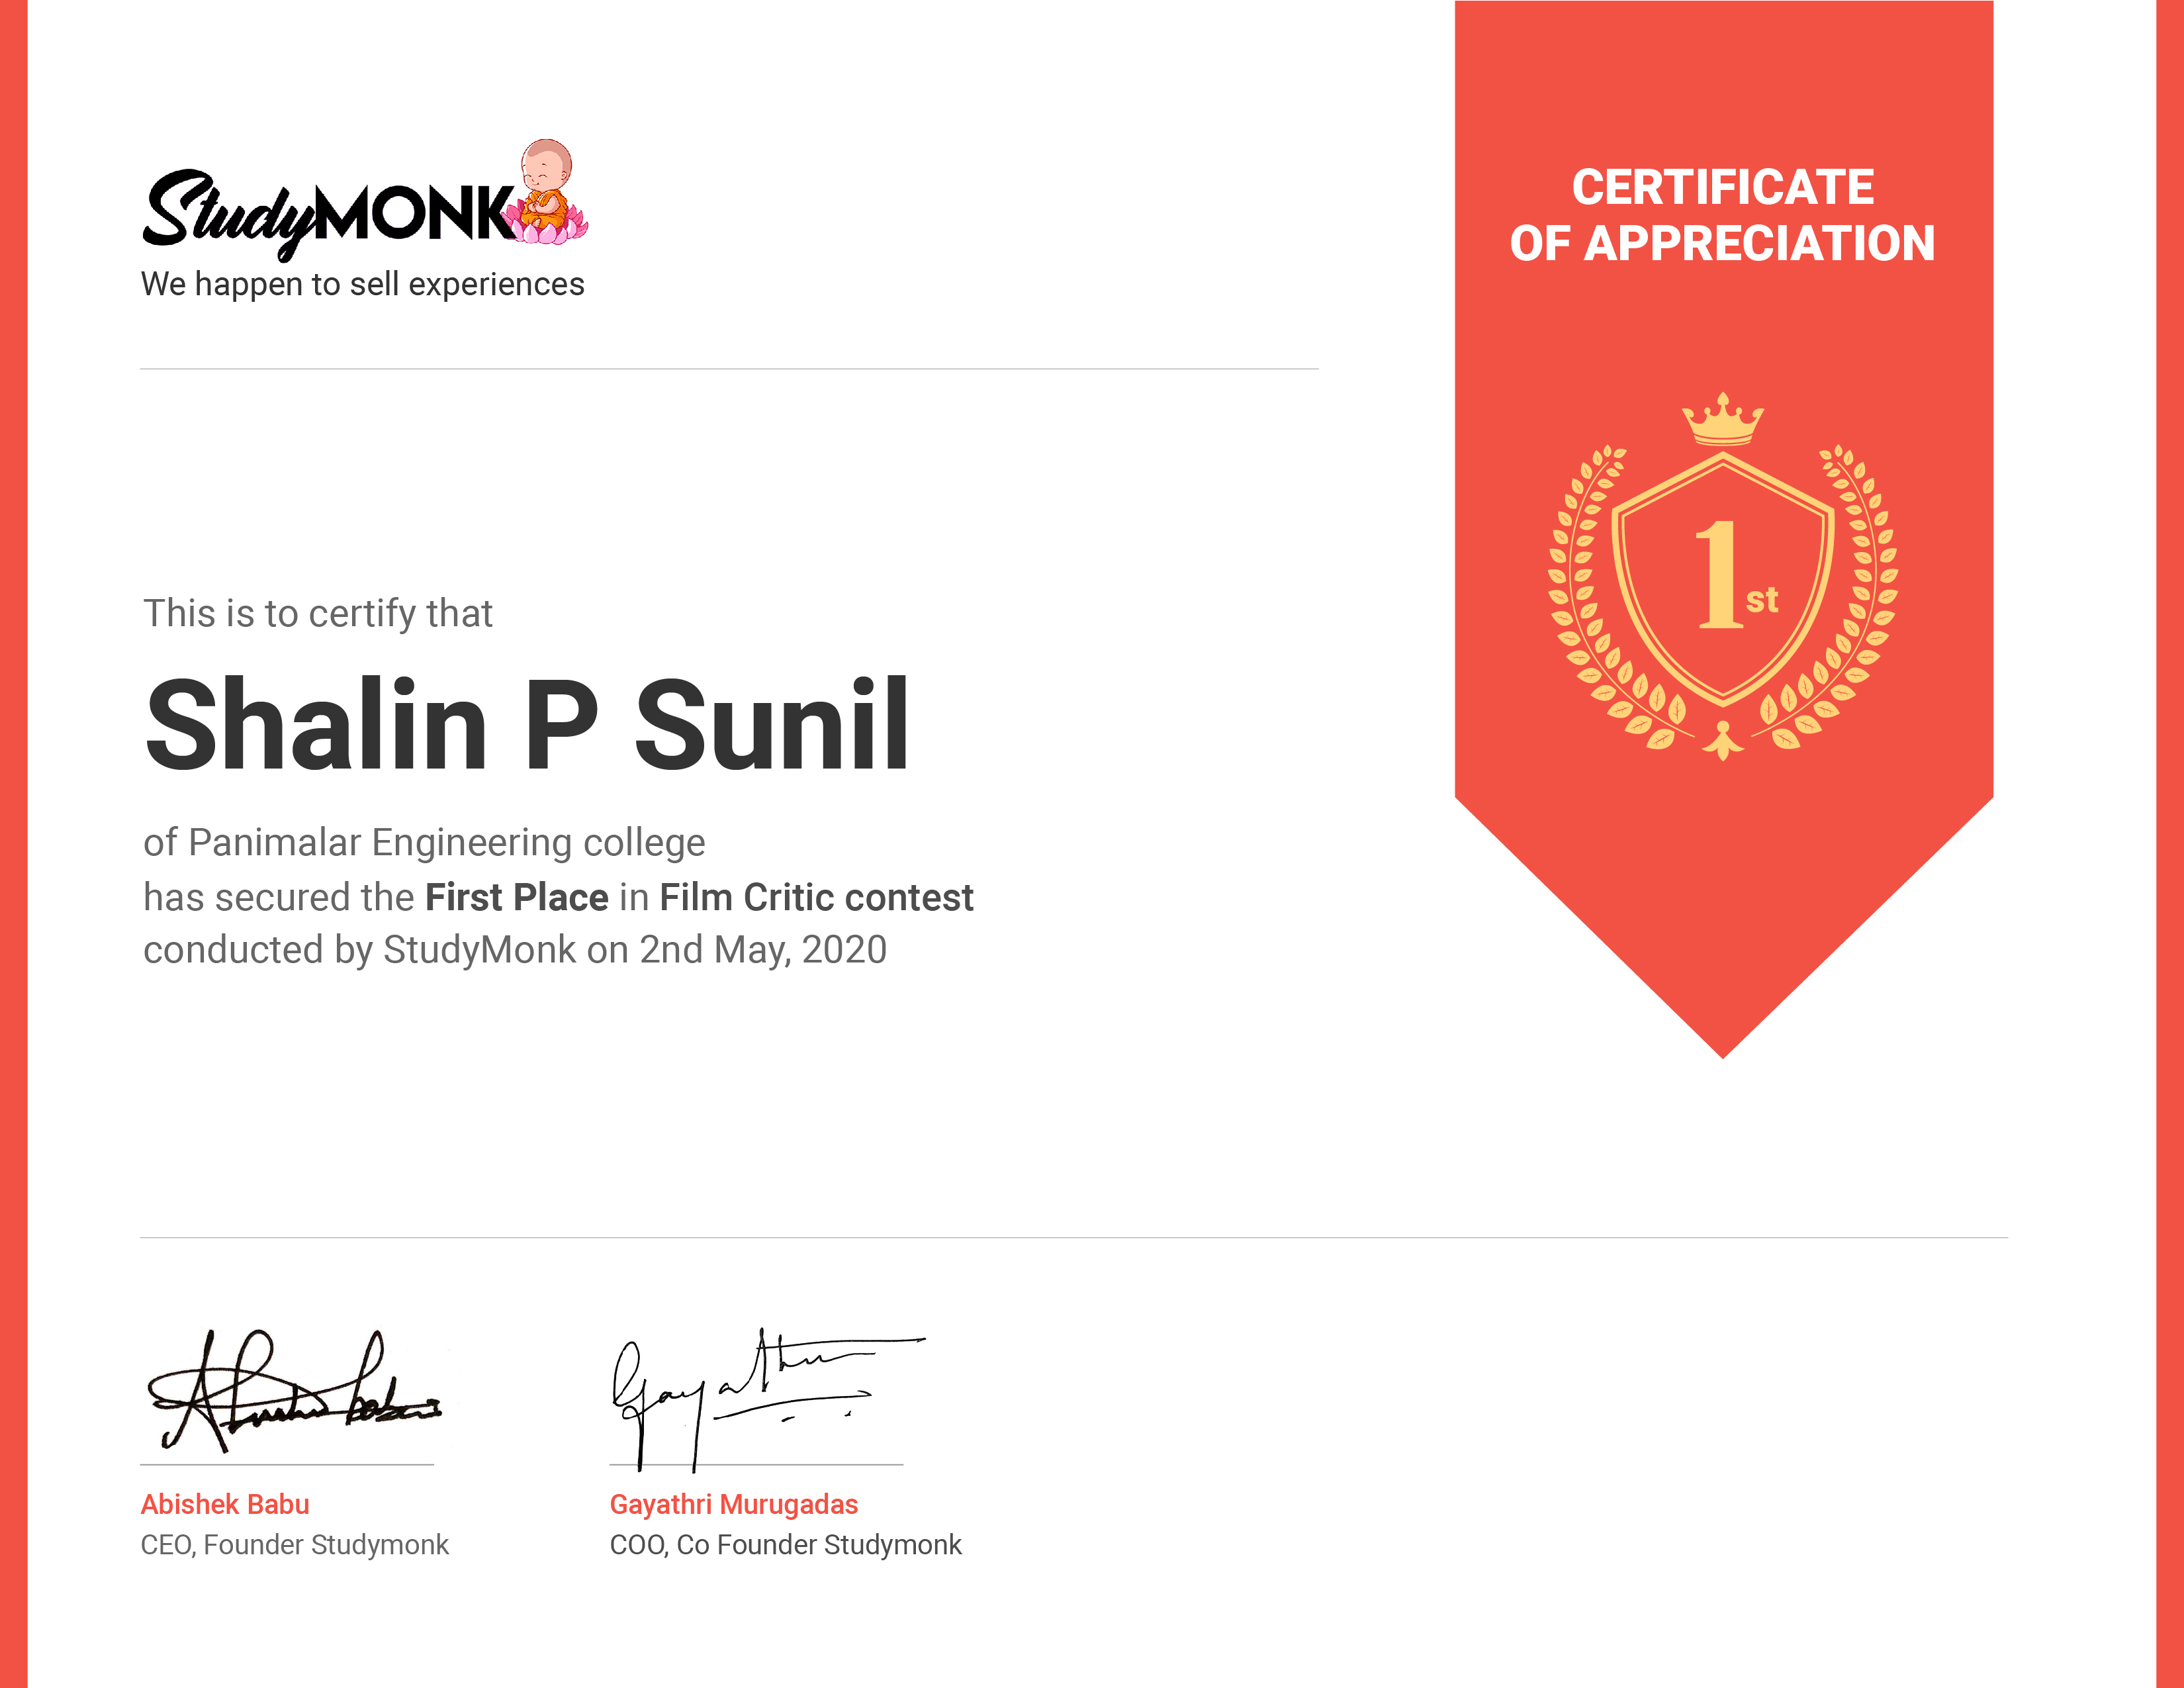 StudyMONK
We happen to sell experiences
CERTIFICATE
OF APPRECIATION
1st
This is to certify that
Shalin P Sunil
of Panimalar Engineering college
has secured the First Place in Film Critic contest
conducted by StudyMonk on 2nd May, 2020
Abishek Babu
CEO, Founder Studymonk
Gayathri Murugadas
COO, Co Founder Studymonk